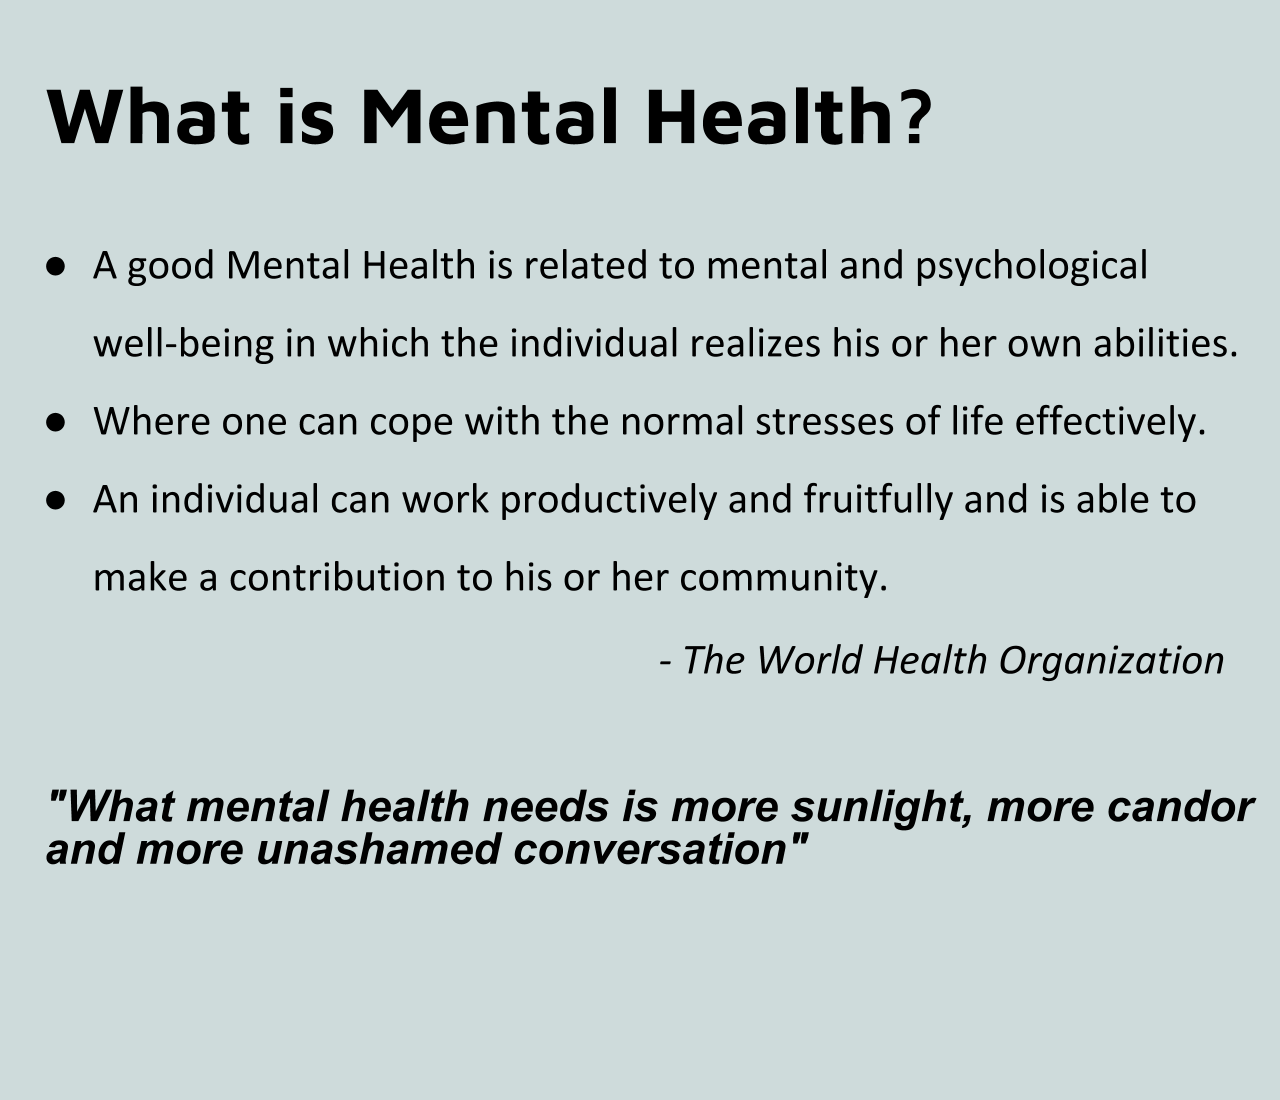 What is Mental Health?
● A good Mental Health is related to mental and psychological
well-being in which the individual realizes his or her own abilities.
● Where one can cope with the normal stresses of life effectively.
● An individual can work productively and fruitfully and is able to
make a contribution to his or her community.
- The World Health Organization
"What mental health needs is more sunlight, more candor
and more unashamed conversation"